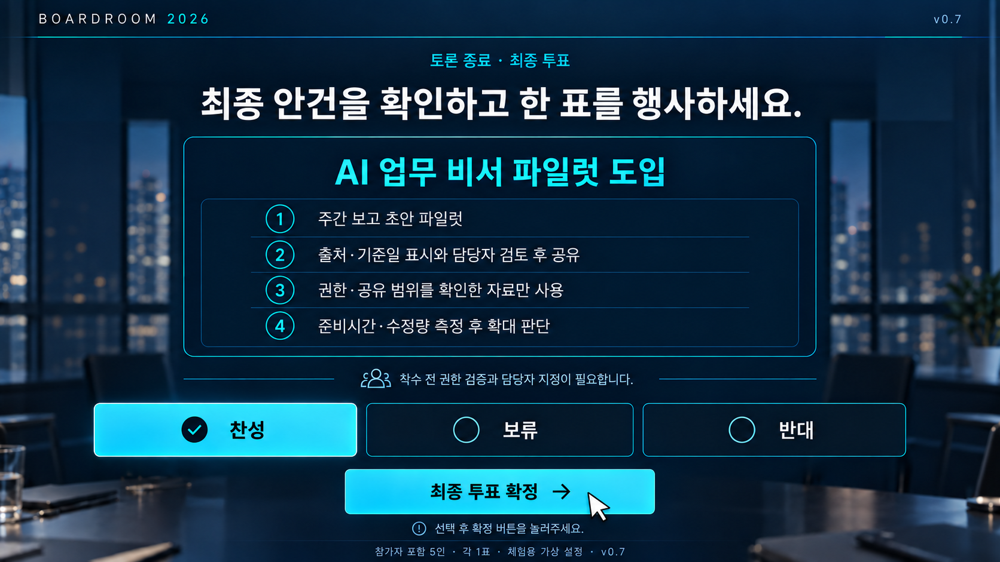 BOARDROOM 2026
v0.7
토론 종료 · 최종 투표
최종 안건을 확인하고 한 표를 행사하세요.
AI 업무 비서 파일럿 도입
1 주간 보고 초안 파일럿
2 출처·기준일 표시와 담당자 검토 후 공유
3 권한·공유 범위를 확인한 자료만 사용
4 준비시간·수정량 측정 후 확대 판단
착수 전 권한 검증과 담당자 지정이 필요합니다.
찬성
보류
반대
최종 투표 확정 →
선택 후 확정 버튼을 눌러주세요.
참가자 포함 5인 · 각 1표 · 체험용 가상 설정 · v0.7